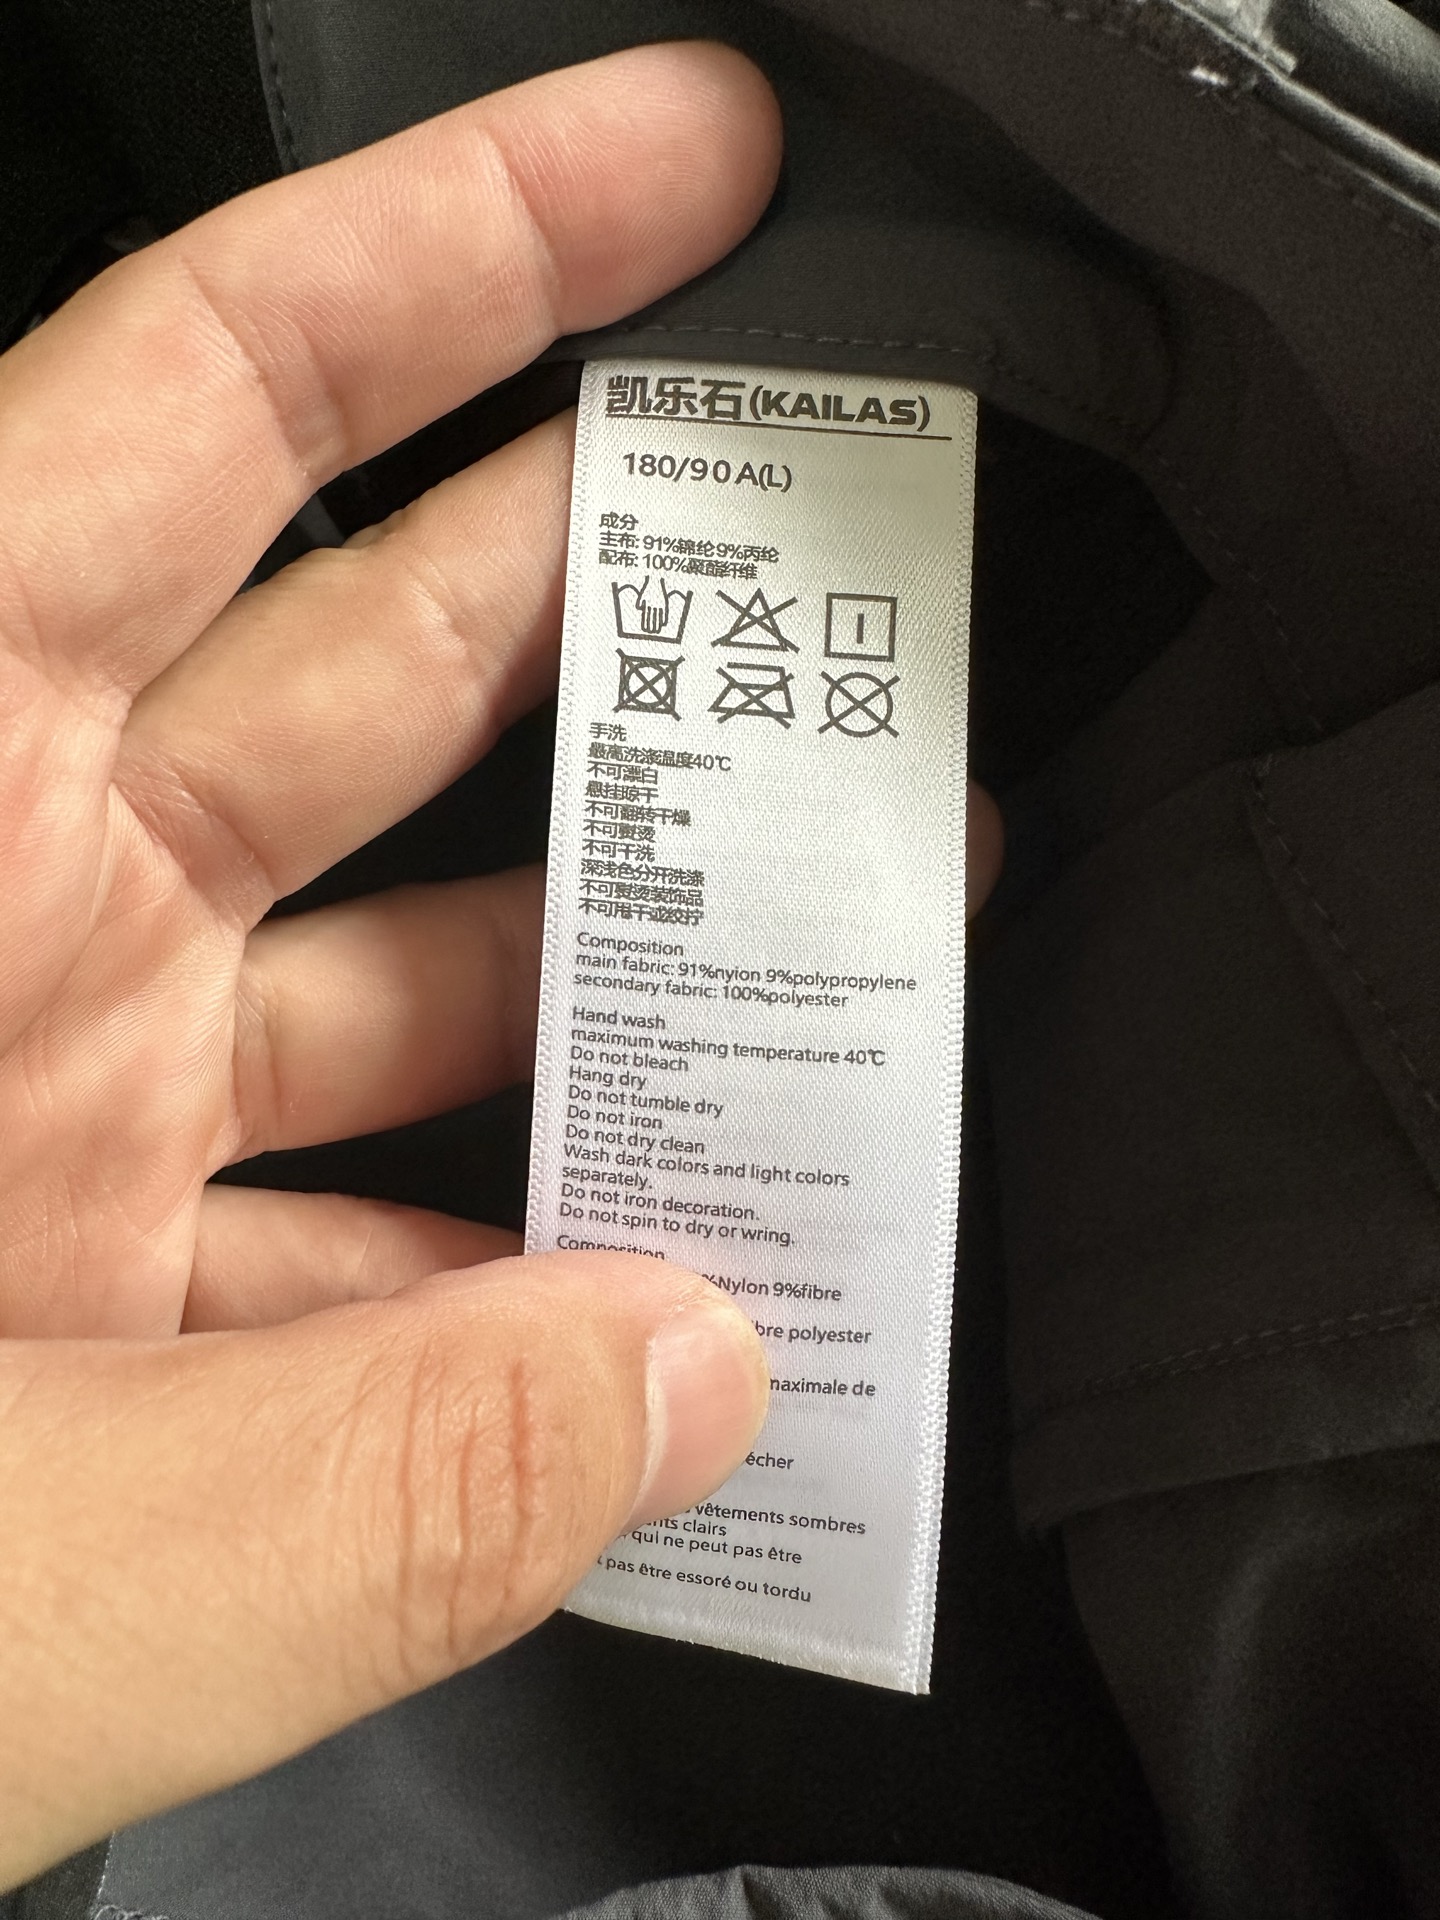 凯乐石(KAILAS)
180/90 A(L)
成分
主布: 91%锦纶9%丙纶
配布: 100%聚酯纤维
手洗
最高洗涤温度40℃
不可漂白
悬挂晾干
不可翻转干燥
不可熨烫
不可干洗
深浅色分开洗涤
不可熨烫装饰品
不可甩干或绞拧
Composition
main fabric: 91%nyion 9%polypropylene
secondary fabric: 100%polyester
Hand wash
maximum washing temperature 40℃
Do not bleach
Hang dry
Do not tumble dry
Do not iron
Do not dry clean
Wash dark colors and light colors
separately.
Do not iron decoration.
Do not spin to dry or wring.
Composition
%Nylon 9%fibre
polyester
maximale de
vêtements sombres
clairs
qui ne peut pas être
pas être essoré ou tordu